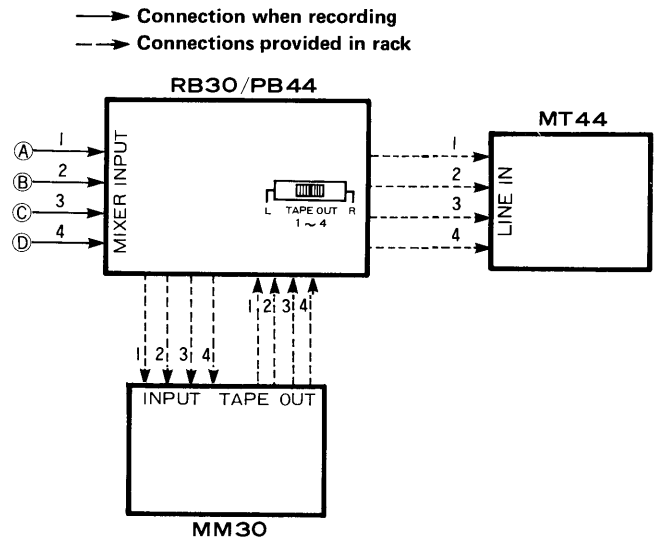 Connection when recording
Connections provided in rack
RB30/PB44
MT44
A 1
B 2
C 3
D 4
MIXER INPUT
L TAPE OUT R
1 ~ 4
1
2
3
4
LINE IN
1 2 3 4
1 2 3 4
INPUT TAPE OUT
MM30